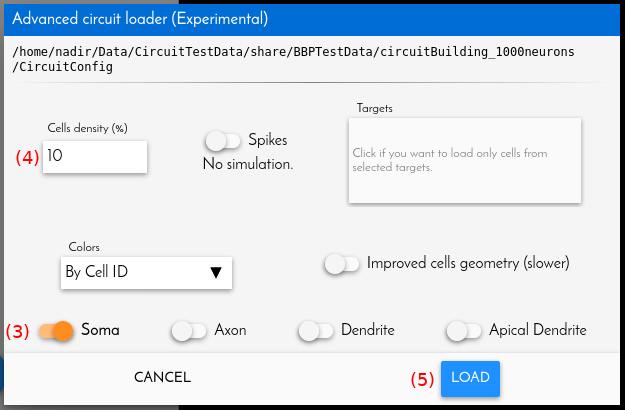 Advanced circuit loader (Experimental)
/home/nadir/Data/CircuitTestData/share/BBPTestData/circuitBuilding_1000neurons
/CircuitConfig
Targets
Cells density (%)
(4) 10
Spikes
No simulation.
Click if you want to load only cells from
selected targets.
Colors
By Cell ID ▼
Improved cells geometry (slower)
(3) Soma Axon Dendrite Apical Dendrite
CANCEL (5) LOAD